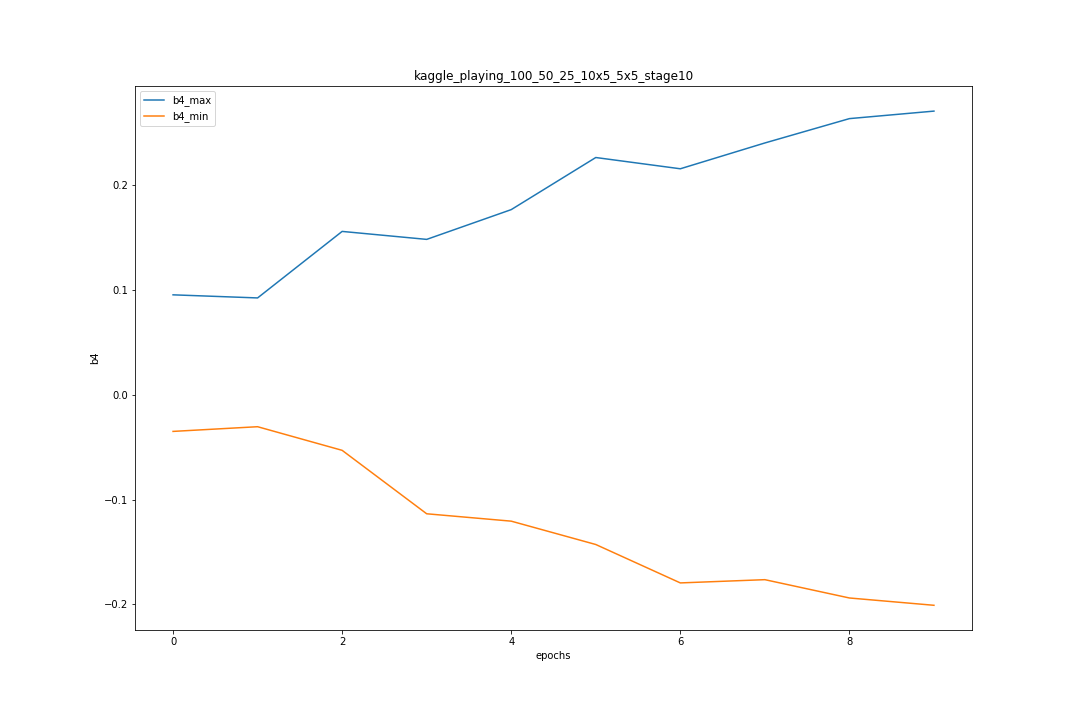 kaggle_playing_100_50_25_10x5_5x5_stage10
b4_max
b4_min
0.2
0.1
0.0
−0.1
−0.2
b4
0 2 4 6 8
epochs